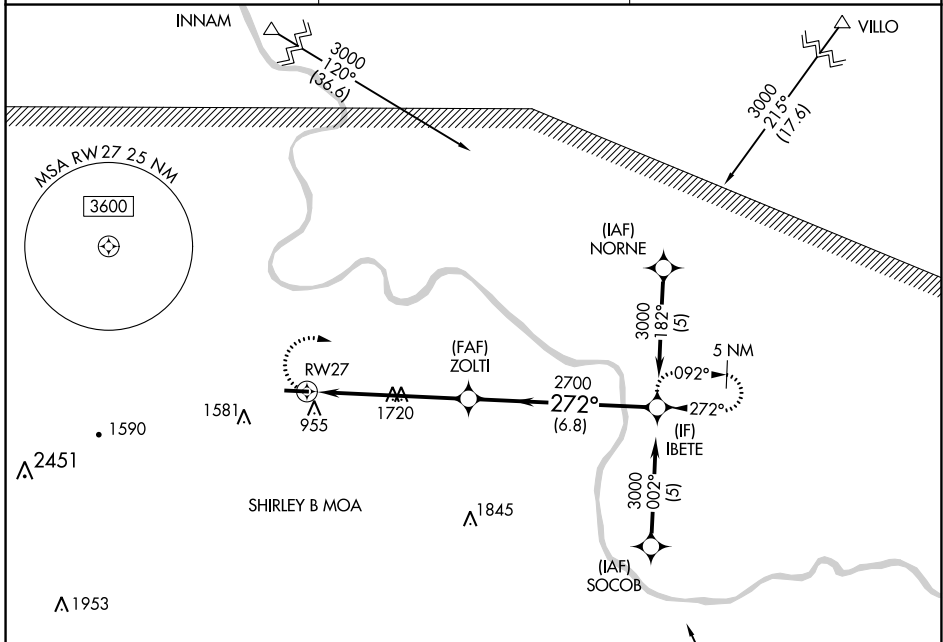 INNAM
3000
120°
(36.6)
VILLO
3000
215°
(17.6)
MSA RW27 25 NM
3600
(IAF)
NORNE
3000
182°
(5)
5 NM
092°
272°
(IF)
IBETE
(FAF)
ZOLTI
2700
272°
(6.8)
RW27
1720
955
1581
1590
2451
SHIRLEY B MOA
1845
3000
002°
(5)
(IAF)
SOCOB
1953